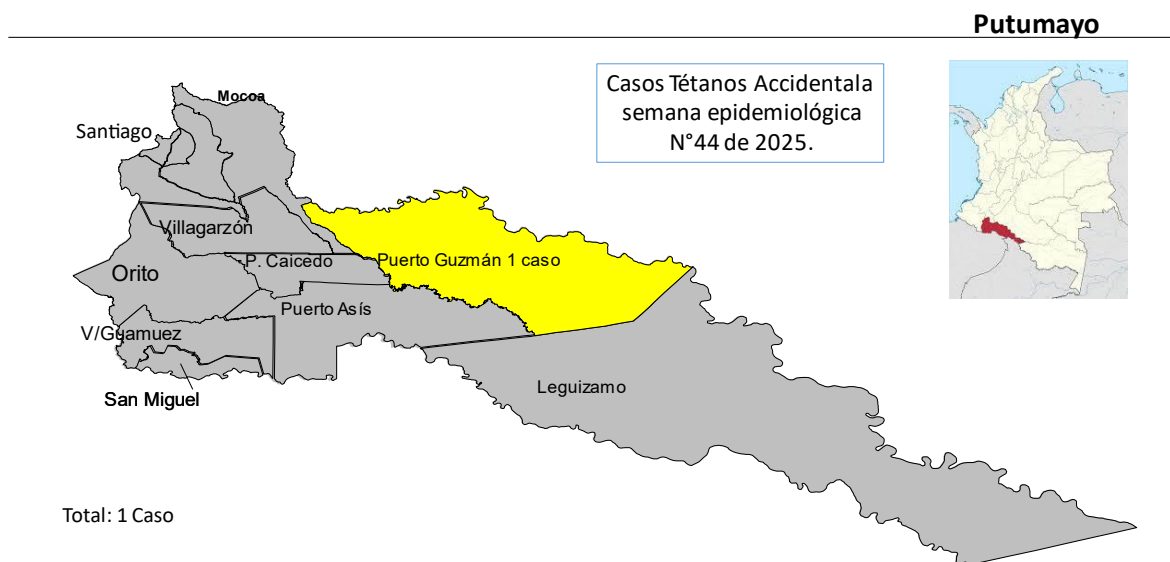 Putumayo
Casos Tétanos Accidentala
semana epidemiológica
N°44 de 2025.
Mocoa
Santiago
Villagarzón
P. Caicedo
Puerto Guzmán 1 caso
Orito
Puerto Asís
V/Guamuez
Leguizamo
San Miguel
Total: 1 Caso